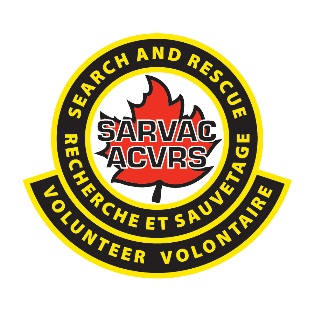 SEARCH AND RESCUE
SARVAC
ACVRS
RECHERCHE ET SAUVETAGE
VOLUNTEER VOLONTAIRE